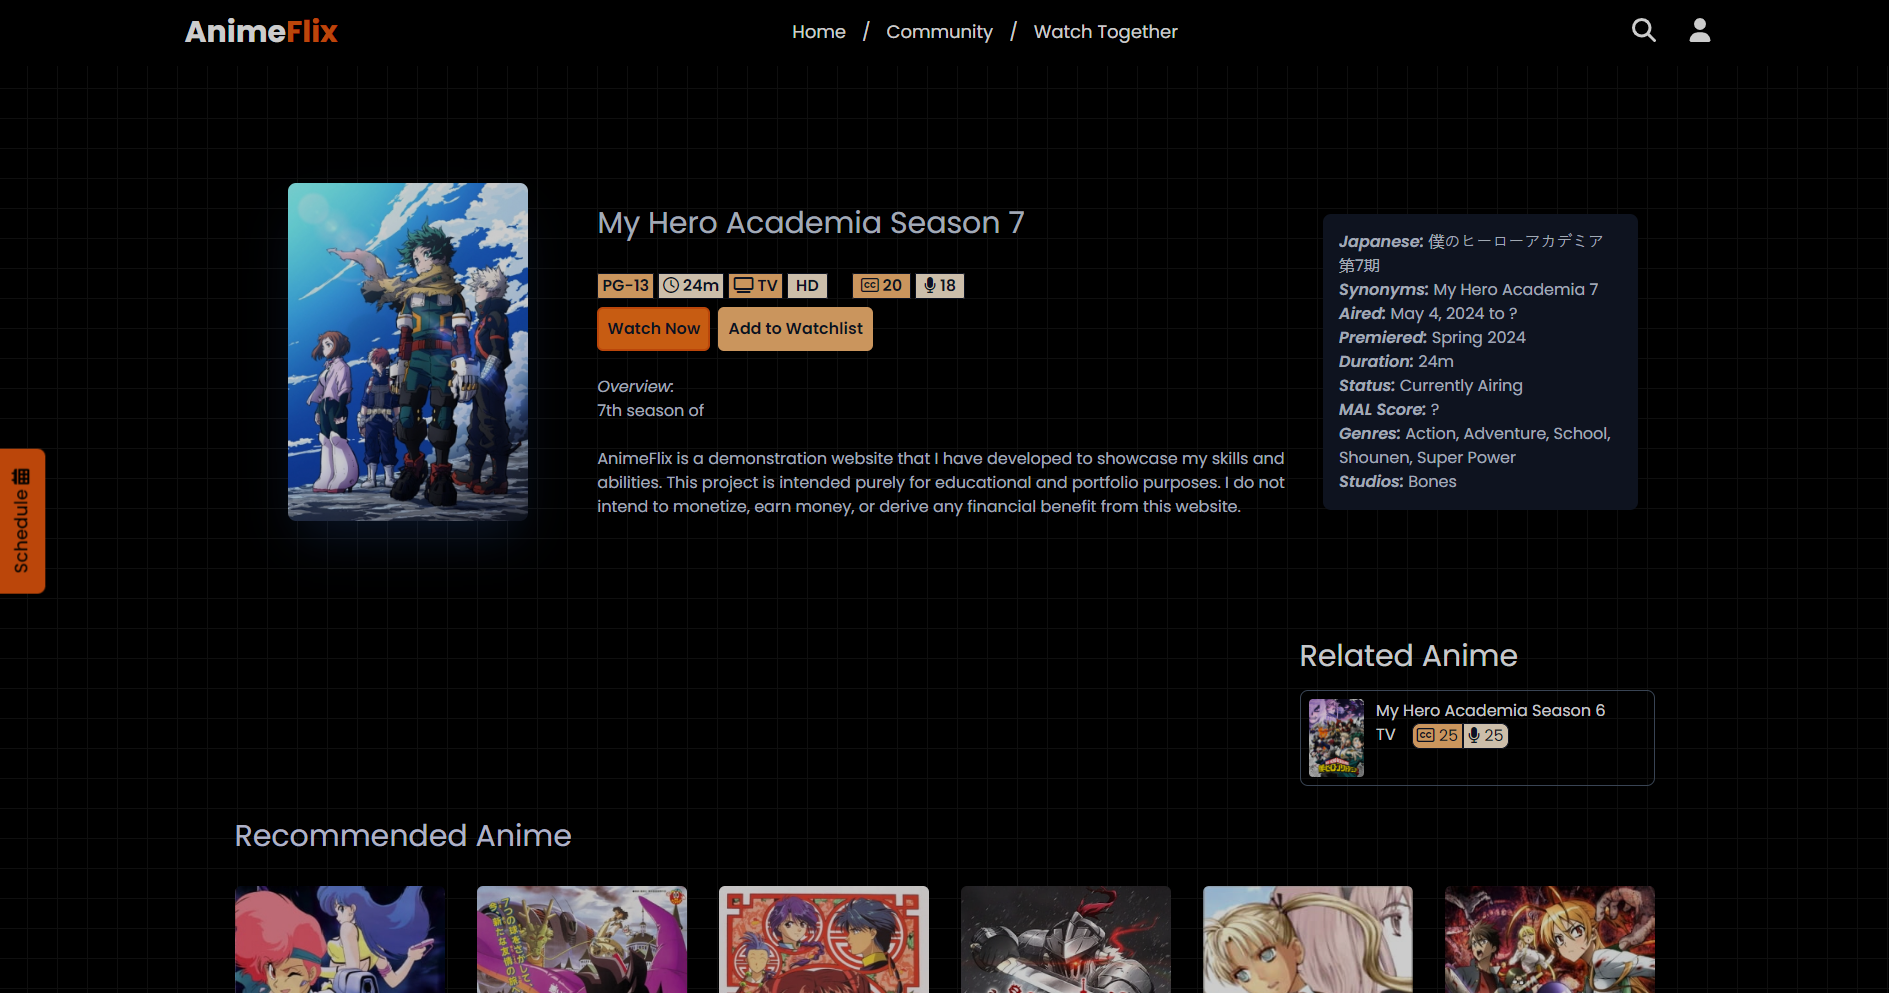 AnimeFlix
Home / Community / Watch Together
My Hero Academia Season 7
PG-13 24m TV HD CC 20 18
Watch Now Add to Watchlist
Overview:
7th season of
AnimeFlix is a demonstration website that I have developed to showcase my skills and
abilities. This project is intended purely for educational and portfolio purposes. I do not
intend to monetize, earn money, or derive any financial benefit from this website.
Japanese: 僕のヒーローアカデミア
第7期
Synonyms: My Hero Academia 7
Aired: May 4, 2024 to ?
Premiered: Spring 2024
Duration: 24m
Status: Currently Airing
MAL Score: ?
Genres: Action, Adventure, School,
Shounen, Super Power
Studios: Bones
Schedule
Related Anime
My Hero Academia Season 6
TV CC 25 25
Recommended Anime